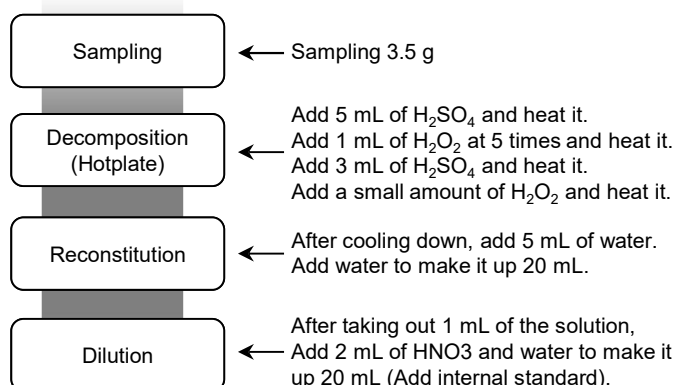 Sampling
Sampling 3.5 g
Decomposition
(Hotplate)
Add 5 mL of H₂SO₄ and heat it.
Add 1 mL of H₂O₂ at 5 times and heat it.
Add 3 mL of H₂SO₄ and heat it.
Add a small amount of H₂O₂ and heat it.
Reconstitution
After cooling down, add 5 mL of water.
Add water to make it up 20 mL.
Dilution
After taking out 1 mL of the solution,
Add 2 mL of HNO3 and water to make it
up 20 mL (Add internal standard).